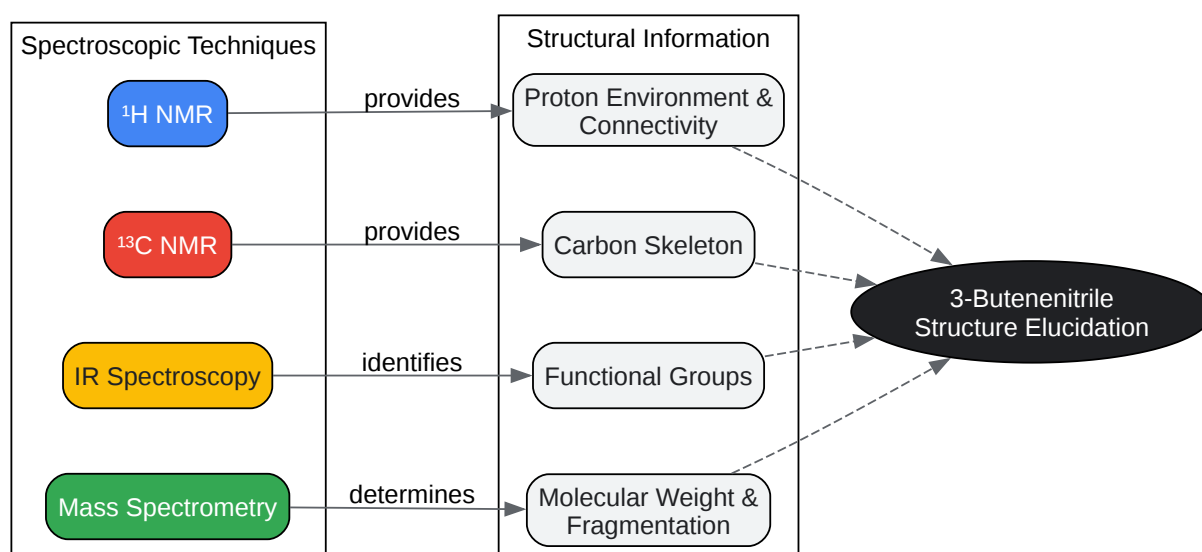 Spectroscopic Techniques
Structural Information
¹H NMR
provides
Proton Environment &
Connectivity
¹³C NMR
provides
Carbon Skeleton
3-Butenenitrile
Structure Elucidation
IR Spectroscopy
identifies
Functional Groups
Mass Spectrometry
determines
Molecular Weight &
Fragmentation